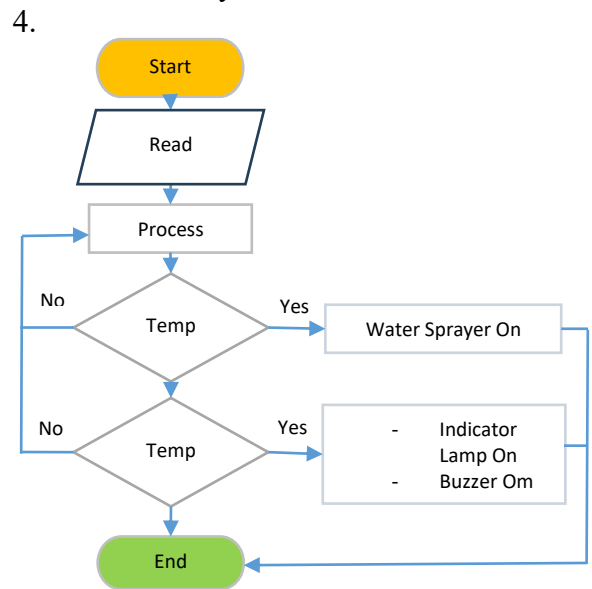 4.
Start
Read
Process
No
Temp
Yes
Water Sprayer On
No
Temp
Yes
- Indicator
Lamp On
- Buzzer Om
End